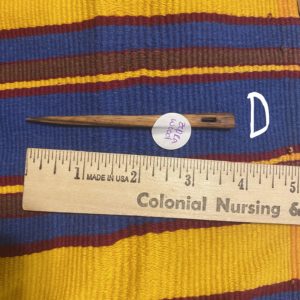 D
1 MADE IN USA 2 3 4 5
Colonial Nursing &